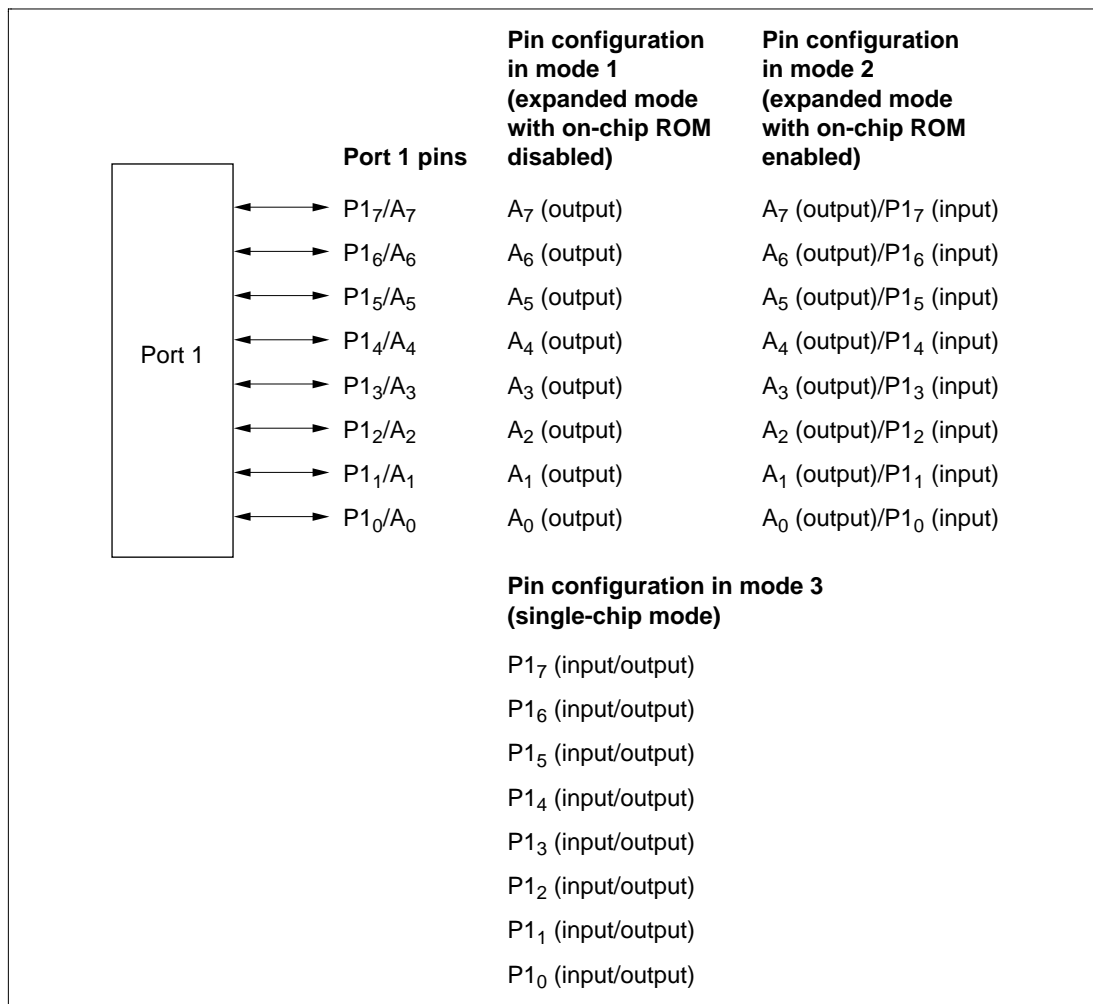 Pin configuration in mode 1 (expanded mode with on-chip ROM disabled)
Pin configuration in mode 2 (expanded mode with on-chip ROM enabled)
Port 1 pins
Port 1
P1₇/A₇ A₇ (output) A₇ (output)/P1₇ (input)
P1₆/A₆ A₆ (output) A₆ (output)/P1₆ (input)
P1₅/A₅ A₅ (output) A₅ (output)/P1₅ (input)
P1₄/A₄ A₄ (output) A₄ (output)/P1₄ (input)
P1₃/A₃ A₃ (output) A₃ (output)/P1₃ (input)
P1₂/A₂ A₂ (output) A₂ (output)/P1₂ (input)
P1₁/A₁ A₁ (output) A₁ (output)/P1₁ (input)
P1₀/A₀ A₀ (output) A₀ (output)/P1₀ (input)
Pin configuration in mode 3
(single-chip mode)
P1₇ (input/output)
P1₆ (input/output)
P1₅ (input/output)
P1₄ (input/output)
P1₃ (input/output)
P1₂ (input/output)
P1₁ (input/output)
P1₀ (input/output)